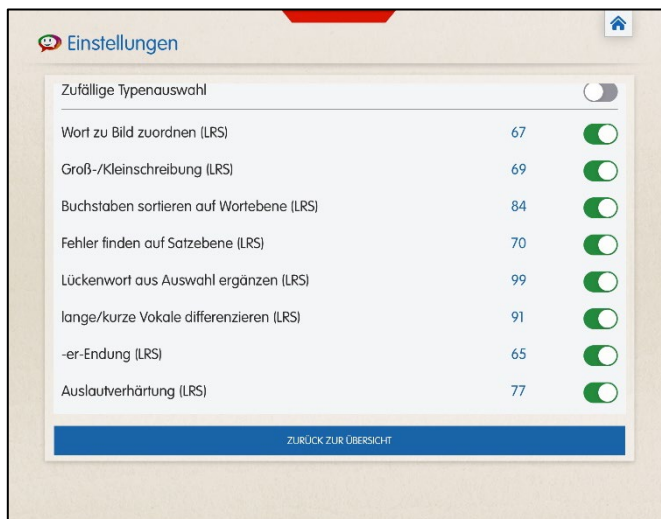 Einstellungen
Zufällige Typenauswahl
Wort zu Bild zuordnen (LRS) 67
Groß-/Kleinschreibung (LRS) 69
Buchstaben sortieren auf Wortebene (LRS) 84
Fehler finden auf Satzebene (LRS) 70
Lückenwort aus Auswahl ergänzen (LRS) 99
lange/kurze Vokale differenzieren (LRS) 91
-er-Endung (LRS) 65
Auslautverhärtung (LRS) 77
ZURÜCK ZUR ÜBERSICHT